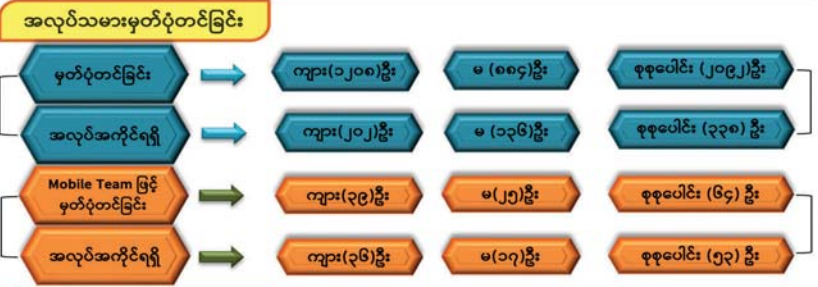 အလုပ်သမားမှတ်ပုံတင်ခြင်း
မှတ်ပုံတင်ခြင်း ကျား(၁၂၀၈)ဦး မ (၈၈၄)ဦး စုစုပေါင်း (၂၀၉၂)ဦး
အလုပ်အကိုင်ရရှိ ကျား(၂၀၂)ဦး မ (၁၃၆)ဦး စုစုပေါင်း (၃၃၈) ဦး
Mobile Team ဖြင့်
မှတ်ပုံတင်ခြင်း ကျား(၃၉)ဦး မ(၂၅)ဦး စုစုပေါင်း (၆၄) ဦး
အလုပ်အကိုင်ရရှိ ကျား(၃၆)ဦး မ(၁၇)ဦး စုစုပေါင်း (၅၃) ဦး